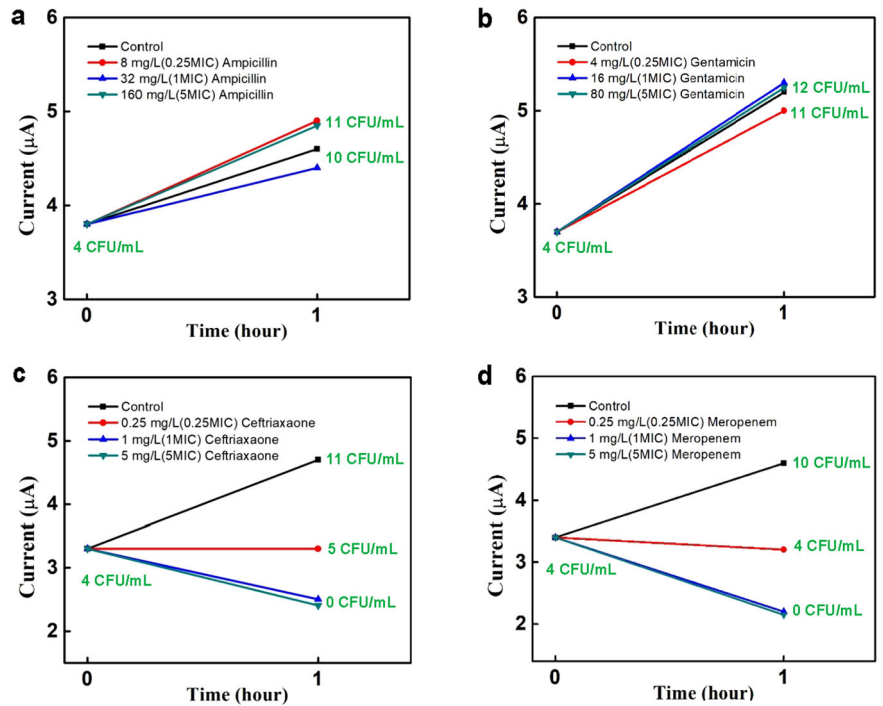 a
6
5
4
3
Current (μA)
Control
8 mg/L(0.25MIC) Ampicillin
32 mg/L(1MIC) Ampicillin
160 mg/L(5MIC) Ampicillin
11 CFU/mL
10 CFU/mL
4 CFU/mL
0 1
Time (hour)
b
6
5
4
3
Current (μA)
Control
4 mg/L(0.25MIC) Gentamicin
16 mg/L(1MIC) Gentamicin
80 mg/L(5MIC) Gentamicin
12 CFU/mL
11 CFU/mL
4 CFU/mL
0 1
Time (hour)
c
6
5
4
3
2
Current (μA)
Control
0.25 mg/L(0.25MIC) Ceftriaxaone
1 mg/L(1MIC) Ceftriaxaone
5 mg/L(5MIC) Ceftriaxaone
11 CFU/mL
5 CFU/mL
4 CFU/mL
0 CFU/mL
0 1
Time (hour)
d
6
5
4
3
2
Current (μA)
Control
0.25 mg/L(0.25MIC) Meropenem
1 mg/L(1MIC) Meropenem
5 mg/L(5MIC) Meropenem
10 CFU/mL
4 CFU/mL
4 CFU/mL
0 CFU/mL
0 1
Time (hour)